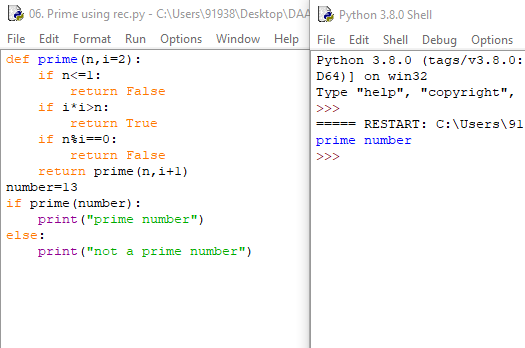 06. Prime using rec.py - C:\Users\91938\Desktop\DAA
File Edit Format Run Options Window Help
def prime(n,i=2):
    if n<=1:
        return False
    if i*i>n:
        return True
    if n%i==0:
        return False
    return prime(n,i+1)
number=13
if prime(number):
    print("prime number")
else:
    print("not a prime number")
Python 3.8.0 Shell
File Edit Shell Debug Options
Python 3.8.0 (tags/v3.8.0:
D64)] on win32
Type "help", "copyright",
>>>
===== RESTART: C:\Users\91
prime number
>>>